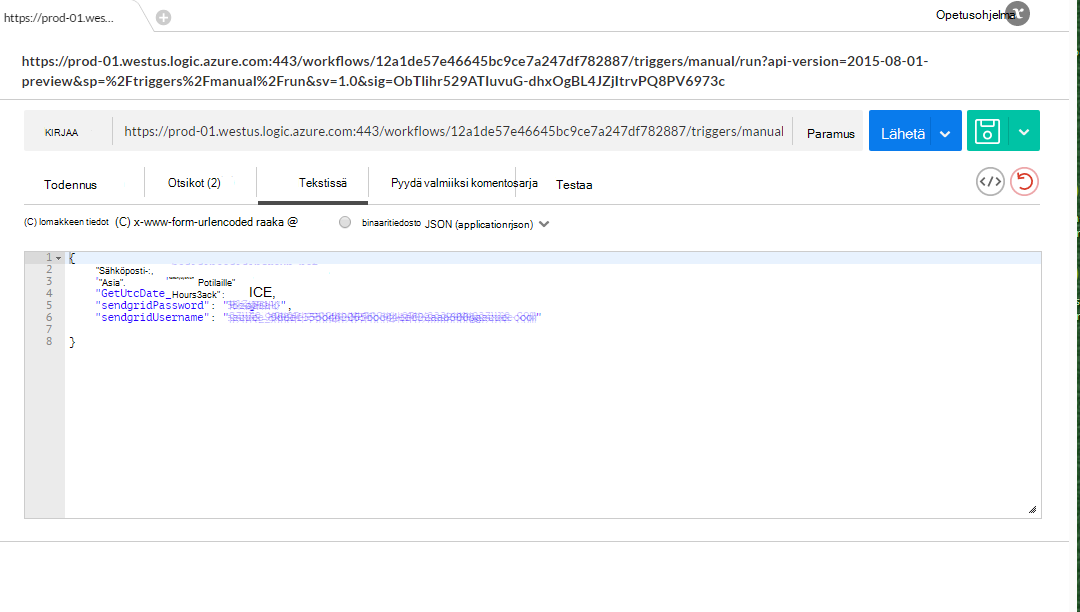 https://prod-01.wes...
Opetusohjelma
https://prod-01.westus.logic.azure.com:443/workflows/12a1de57e46645bc9ce7a247df782887/triggers/manual/run?api-version=2015-08-01-
preview&sp=%2Ftriggers%2Fmanual%2Frun&sv=1.0&sig=ObTlihr529ATIuvuG-dhxOgBL4JZjItrvPQ8PV6973c
KIRJAA https://prod-01.westus.logic.azure.com:443/workflows/12a1de57e46645bc9ce7a247df782887/triggers/manual Paramus Lähetä
Todennus Otsikot (2) Tekstissä Pyydä valmiiksi komentosarja Testaa
(C) lomakkeen tiedot (C) x-www-form-urlencoded raaka @ binaaritiedosto JSON (applicationrjson)
1 {
2 "Sähköposti-:,
3 "Asia". Potilaille"
4 "GetUtcDate_Hours3ack": ICE,
5 "sendgridPassword": " ",
6 "sendgridUsername": " "
7
8 }